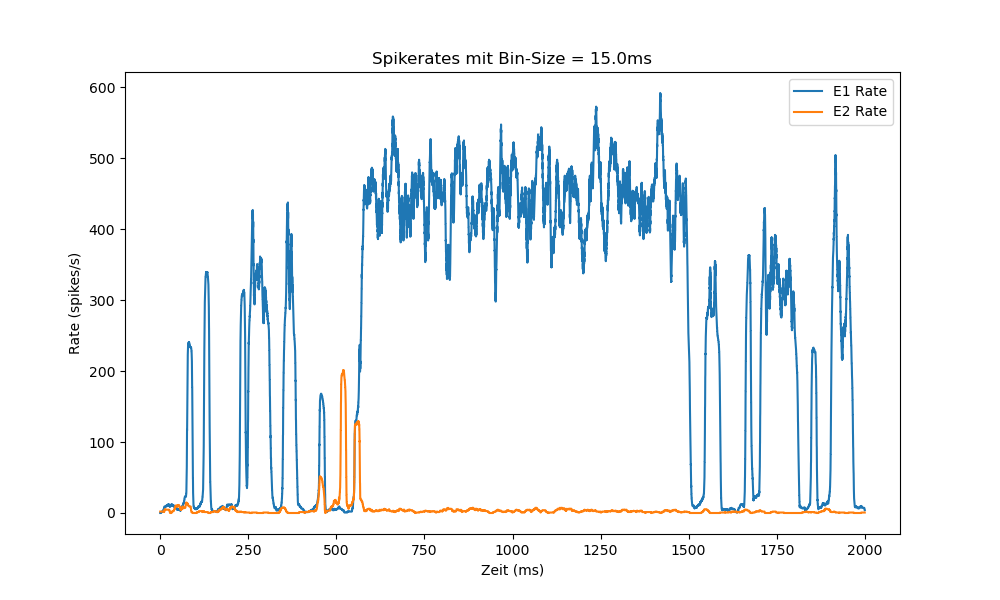 Spikerates mit Bin-Size = 15.0ms
E1 Rate
E2 Rate
Rate (spikes/s)
600
500
400
300
200
100
0
0 250 500 750 1000 1250 1500 1750 2000
Zeit (ms)